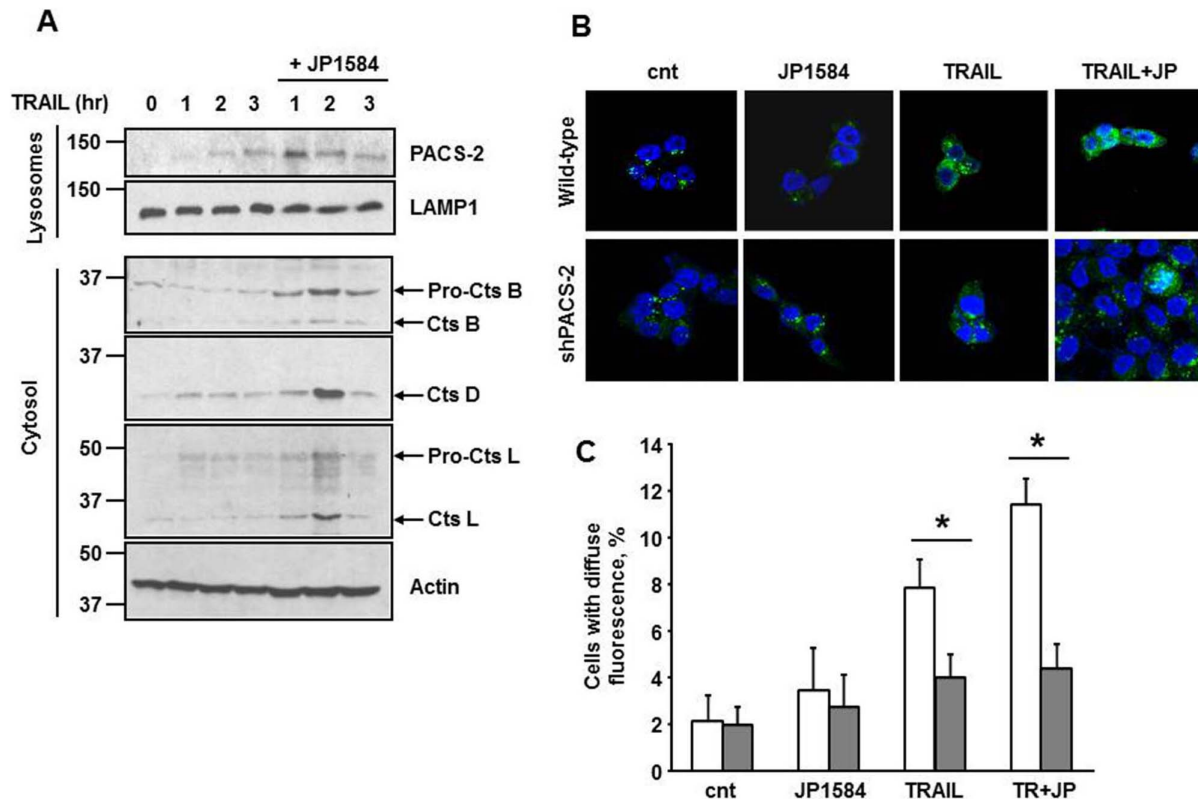 A
+ JP1584
TRAIL (hr) 0 1 2 3 1 2 3
Lysosomes
150
PACS-2
150
LAMP1
Cytosol
37
Pro-Cts B
Cts B
37
Cts D
50
Pro-Cts L
37
Cts L
50
Actin
37
B
cnt JP1584 TRAIL TRAIL+JP
Wild-type
shPACS-2
C
Cells with diffuse
fluorescence, %
14
12
10
8
6
4
2
0
*
*
cnt JP1584 TRAIL TR+JP